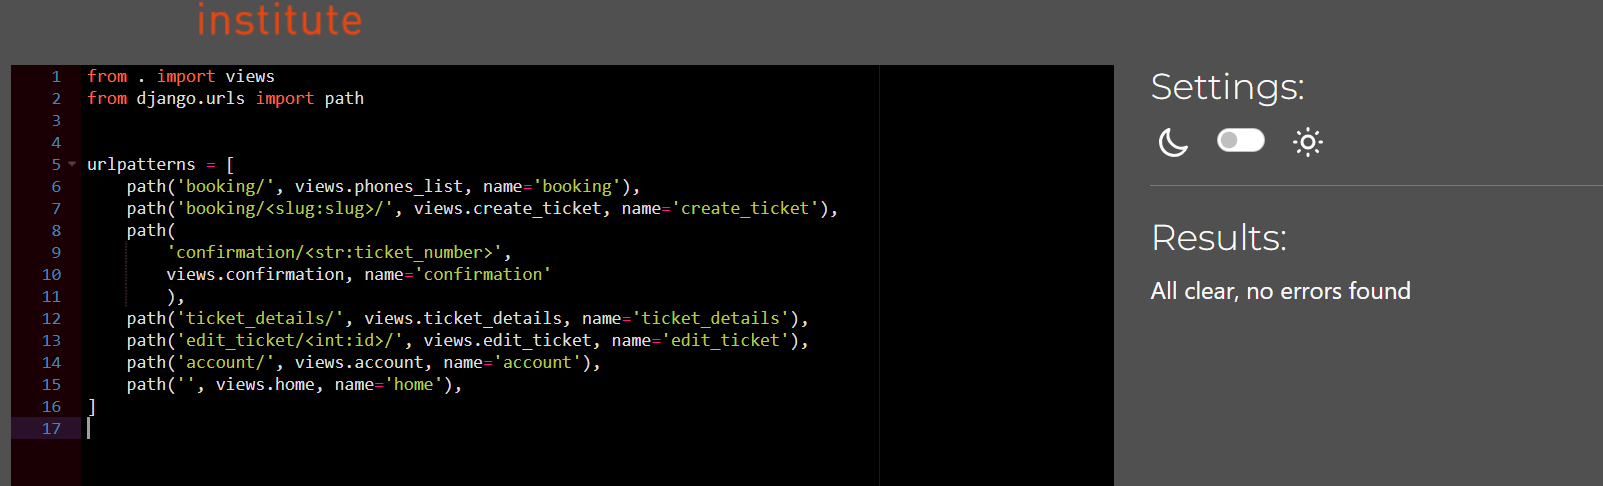 institute
1 from . import views
2 from django.urls import path
3
4
5 urlpatterns = [
6     path('booking/', views.phones_list, name='booking'),
7     path('booking/<slug:slug>/', views.create_ticket, name='create_ticket'),
8     path(
9         'confirmation/<str:ticket_number>',
10         views.confirmation, name='confirmation'
11         ),
12     path('ticket_details/', views.ticket_details, name='ticket_details'),
13     path('edit_ticket/<int:id>/', views.edit_ticket, name='edit_ticket'),
14     path('account/', views.account, name='account'),
15     path('', views.home, name='home'),
16 ]
17
Settings:
Results:
All clear, no errors found